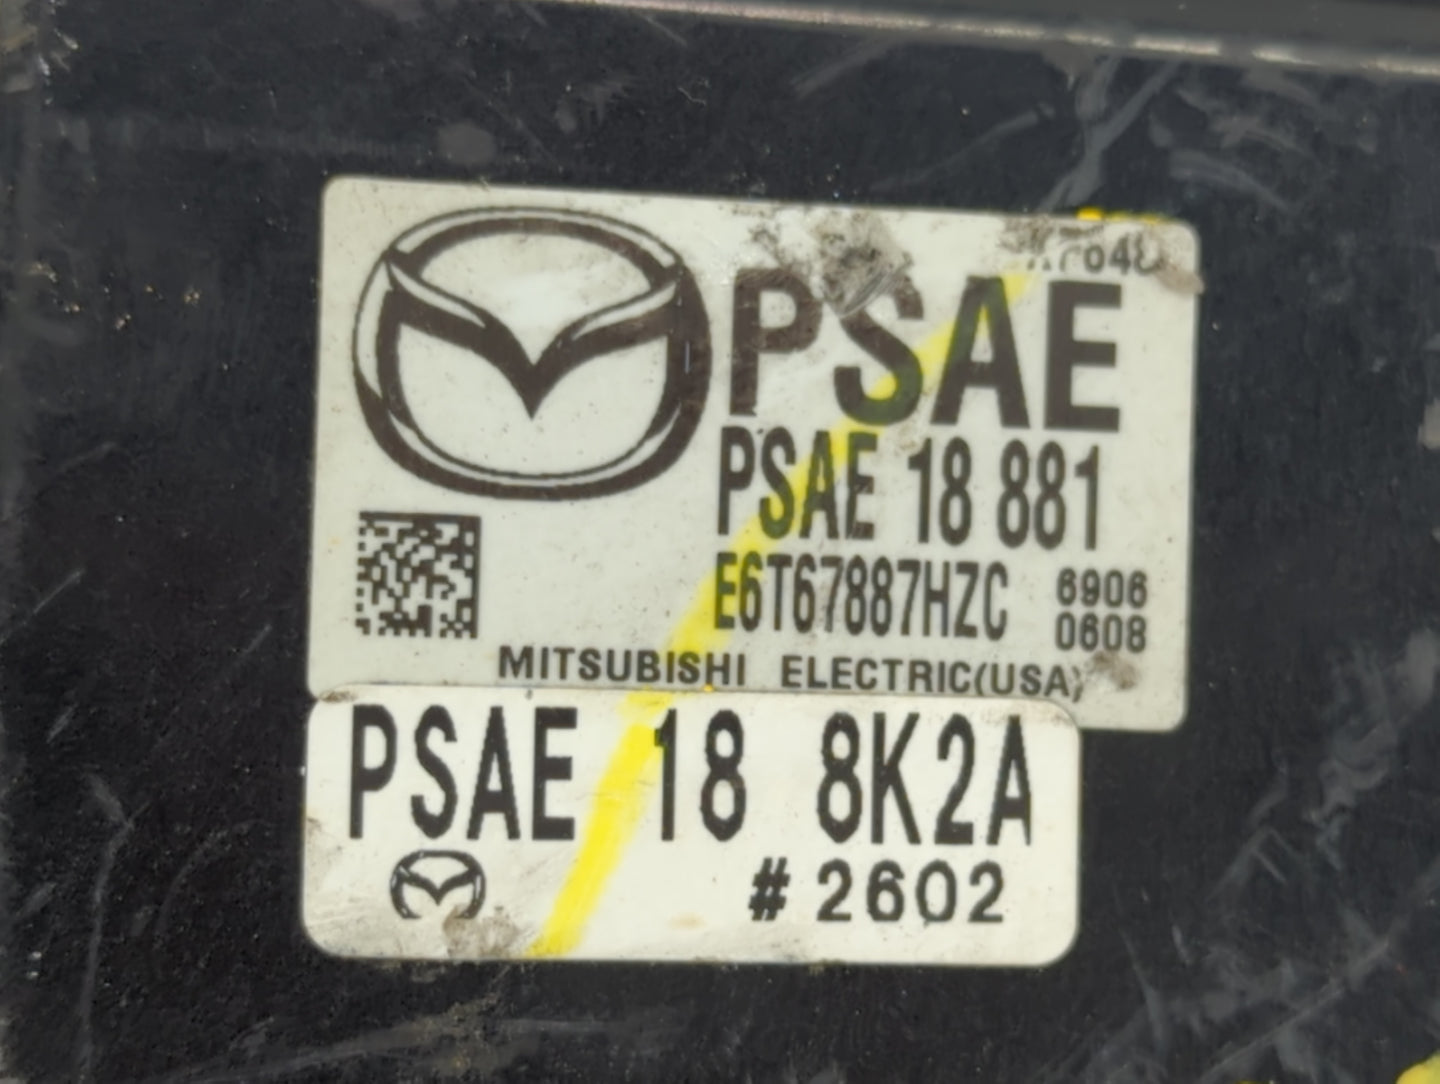 PSAE
PSAE 18 881
E6T67887HZC 6906
0608
MITSUBISHI ELECTRIC(USA)
PSAE 18 8K2A
#2602